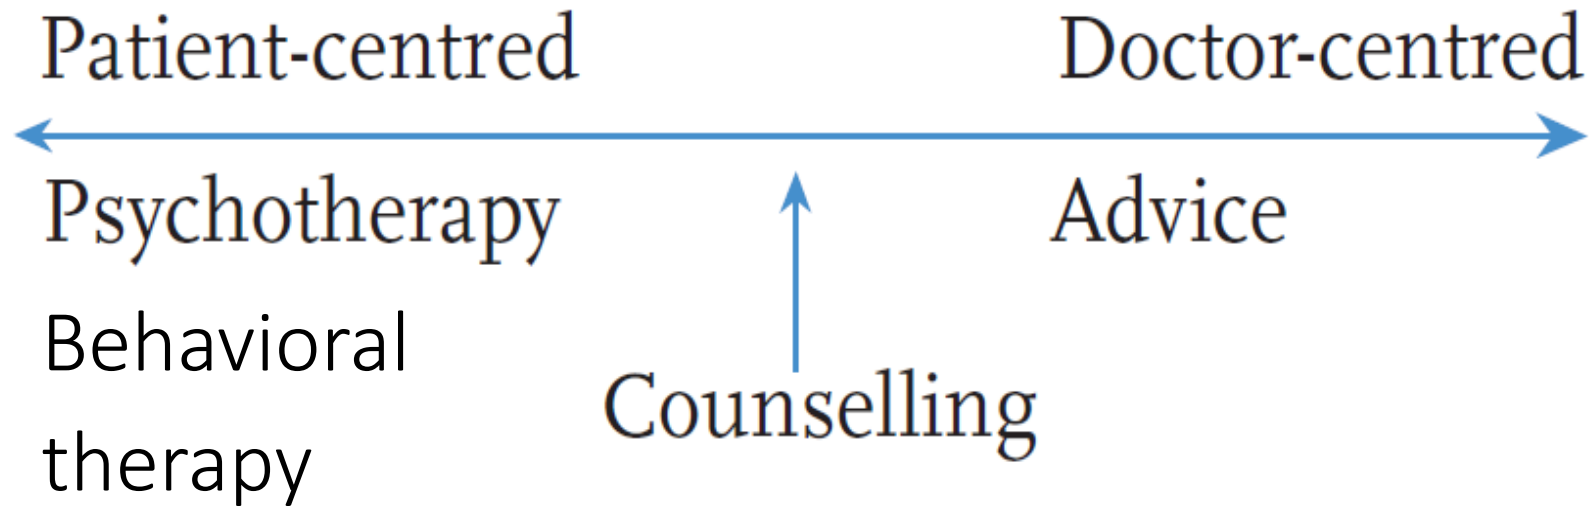 Patient-centred Doctor-centred
Psychotherapy Advice
Behavioral
therapy
Counselling